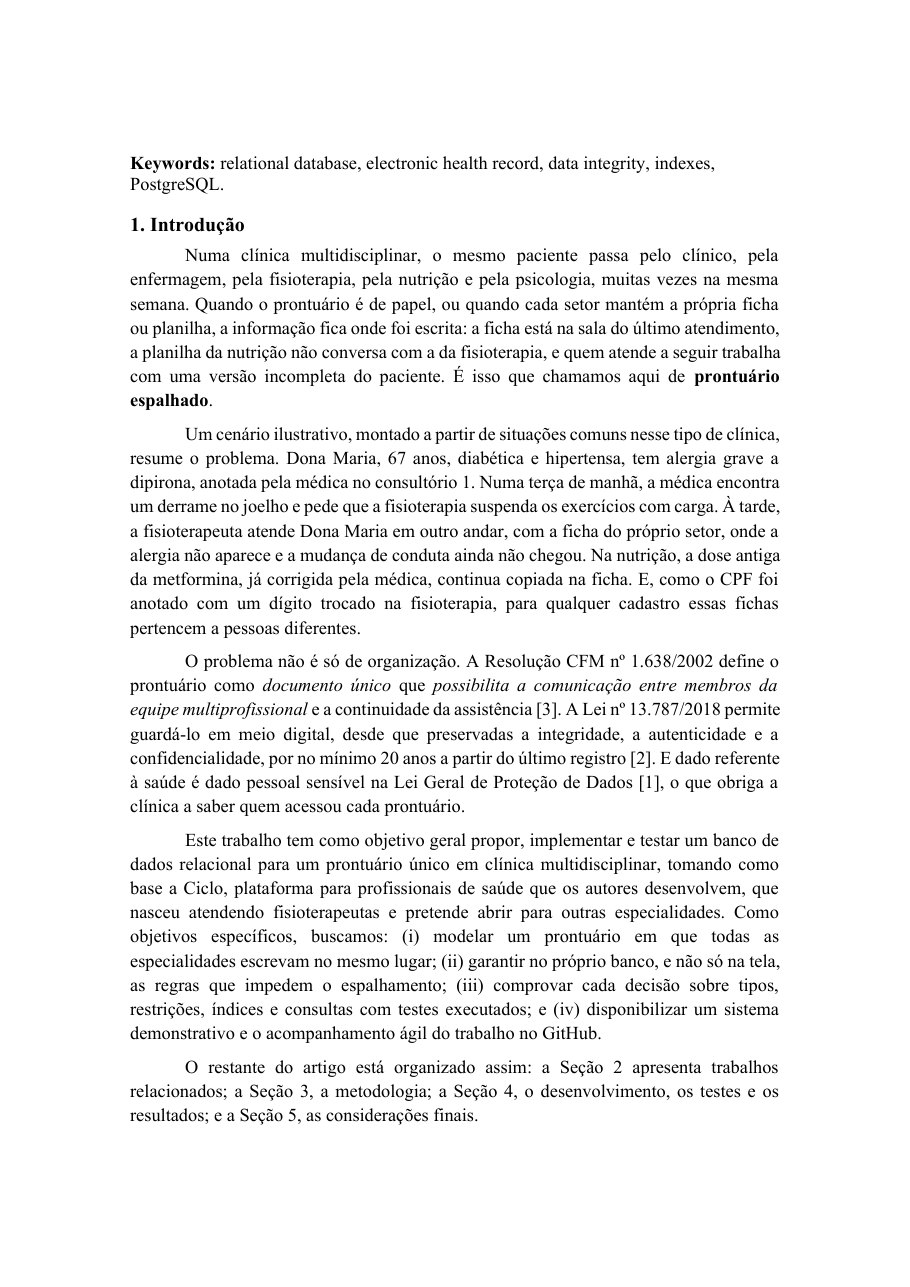 Keywords: relational database, electronic health record, data integrity, indexes,
PostgreSQL.
1. Introdução
Numa clínica multidisciplinar, o mesmo paciente passa pelo clínico, pela
enfermagem, pela fisioterapia, pela nutrição e pela psicologia, muitas vezes na mesma
semana. Quando o prontuário é de papel, ou quando cada setor mantém a própria ficha
ou planilha, a informação fica onde foi escrita: a ficha está na sala do último atendimento,
a planilha da nutrição não conversa com a da fisioterapia, e quem atende a seguir trabalha
com uma versão incompleta do paciente. É isso que chamamos aqui de prontuário
espalhado.
Um cenário ilustrativo, montado a partir de situações comuns nesse tipo de clínica,
resume o problema. Dona Maria, 67 anos, diabética e hipertensa, tem alergia grave a
dipirona, anotada pela médica no consultório 1. Numa terça de manhã, a médica encontra
um derrame no joelho e pede que a fisioterapia suspenda os exercícios com carga. À tarde,
a fisioterapeuta atende Dona Maria em outro andar, com a ficha do próprio setor, onde a
alergia não aparece e a mudança de conduta ainda não chegou. Na nutrição, a dose antiga
da metformina, já corrigida pela médica, continua copiada na ficha. E, como o CPF foi
anotado com um dígito trocado na fisioterapia, para qualquer cadastro essas fichas
pertencem a pessoas diferentes.
O problema não é só de organização. A Resolução CFM nº 1.638/2002 define o
prontuário como documento único que possibilita a comunicação entre membros da
equipe multiprofissional e a continuidade da assistência [3]. A Lei nº 13.787/2018 permite
guardá-lo em meio digital, desde que preservadas a integridade, a autenticidade e a
confidencialidade, por no mínimo 20 anos a partir do último registro [2]. E dado referente
à saúde é dado pessoal sensível na Lei Geral de Proteção de Dados [1], o que obriga a
clínica a saber quem acessou cada prontuário.
Este trabalho tem como objetivo geral propor, implementar e testar um banco de
dados relacional para um prontuário único em clínica multidisciplinar, tomando como
base a Ciclo, plataforma para profissionais de saúde que os autores desenvolvem, que
nasceu atendendo fisioterapeutas e pretende abrir para outras especialidades. Como
objetivos específicos, buscamos: (i) modelar um prontuário em que todas as
especialidades escrevam no mesmo lugar; (ii) garantir no próprio banco, e não só na tela,
as regras que impedem o espalhamento; (iii) comprovar cada decisão sobre tipos,
restrições, índices e consultas com testes executados; e (iv) disponibilizar um sistema
demonstrativo e o acompanhamento ágil do trabalho no GitHub.
O restante do artigo está organizado assim: a Seção 2 apresenta trabalhos
relacionados; a Seção 3, a metodologia; a Seção 4, o desenvolvimento, os testes e os
resultados; e a Seção 5, as considerações finais.